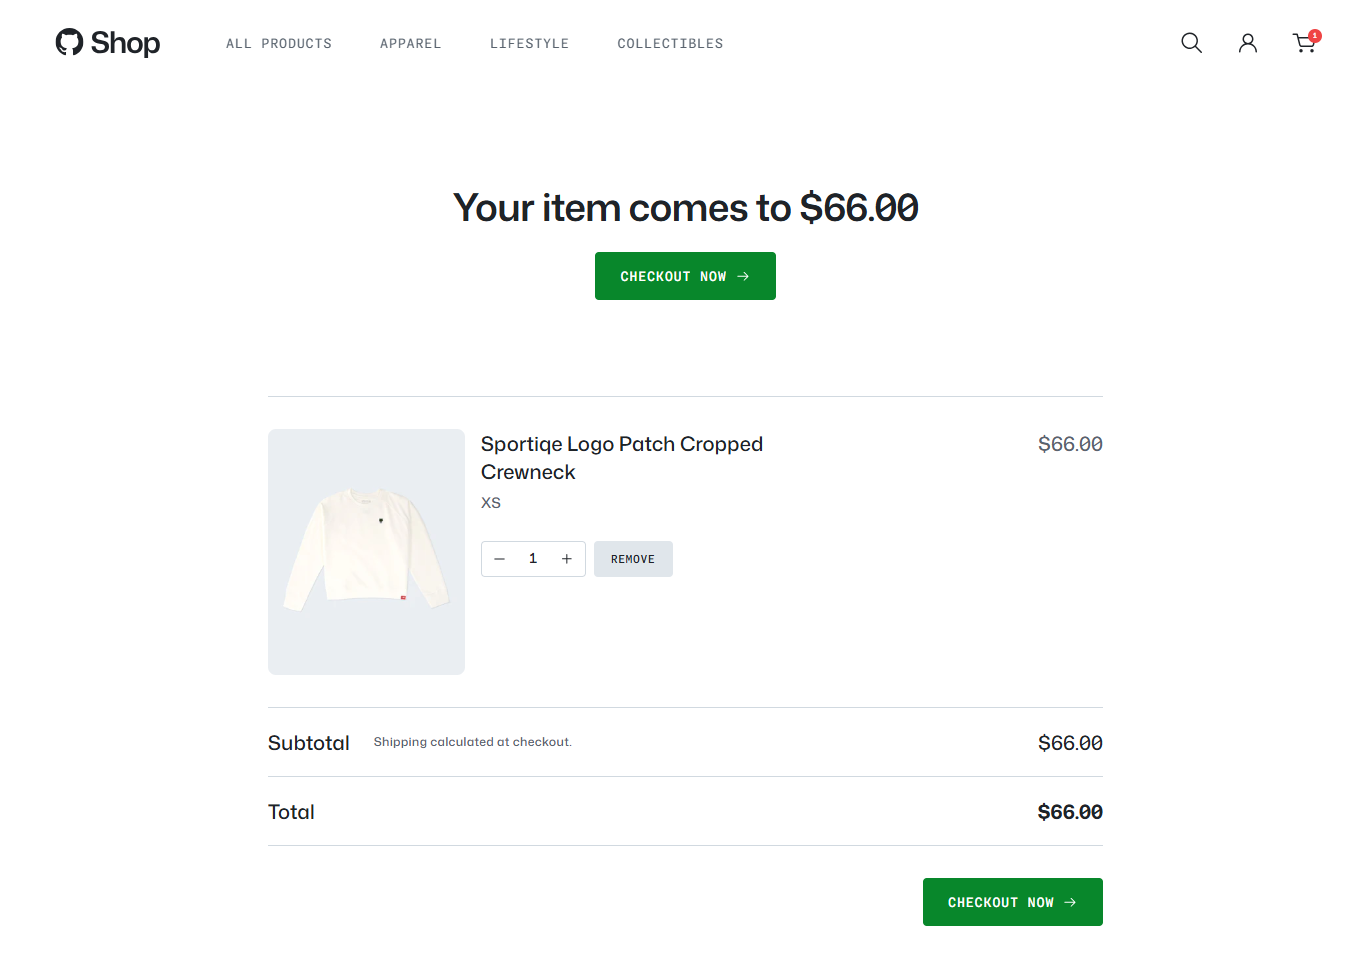 Shop
ALL PRODUCTS
APPAREL
LIFESTYLE
COLLECTIBLES
1
Your item comes to $66.00
CHECKOUT NOW →
Sportiqe Logo Patch Cropped
Crewneck
$66.00
XS
− 1 +
REMOVE
Subtotal
Shipping calculated at checkout.
$66.00
Total
$66.00
CHECKOUT NOW →